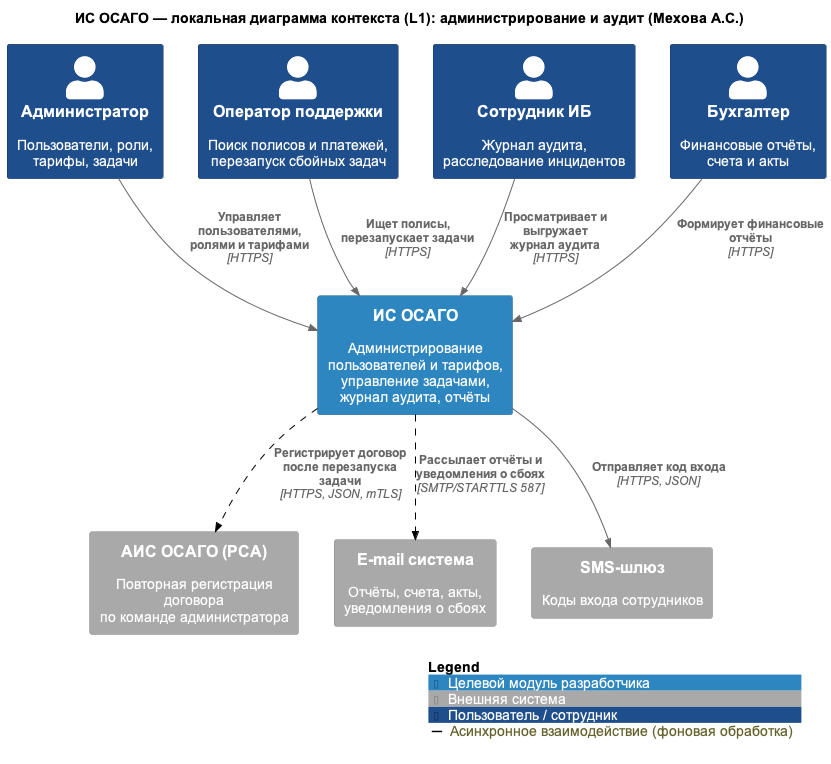 ИС ОСАГО — локальная диаграмма контекста (L1): администрирование и аудит (Мехова А.С.)
Администратор
Пользователи, роли,
тарифы, задачи
Оператор поддержки
Поиск полисов и платежей,
перезапуск сбойных задач
Сотрудник ИБ
Журнал аудита,
расследование инцидентов
Бухгалтер
Финансовые отчёты,
счета и акты
Управляет
пользователями,
ролями и тарифами
[HTTPS]
Ищет полисы,
перезапускает задачи
[HTTPS]
Просматривает и
выгружает
журнал аудита
[HTTPS]
Формирует финансовые
отчёты
[HTTPS]
ИС ОСАГО
Администрирование
пользователей и тарифов,
управление задачами,
журнал аудита, отчёты
Регистрирует договор
после перезапуска
задачи
[HTTPS, JSON, mTLS]
Рассылает отчёты и
уведомления о сбоях
[SMTP/STARTTLS 587]
Отправляет код входа
[HTTPS, JSON]
АИС ОСАГО (РСА)
Повторная регистрация
договора
по команде администратора
E-mail система
Отчёты, счета, акты,
уведомления о сбоях
SMS-шлюз
Коды входа сотрудников
Legend
Целевой модуль разработчика
Внешняя система
Пользователь / сотрудник
Асинхронное взаимодействие (фоновая обработка)